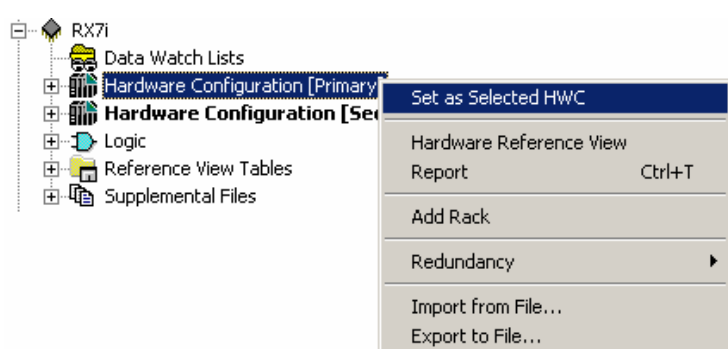 RX7i
Data Watch Lists
Hardware Configuration [Primary]
Hardware Configuration [Sec
Logic
Reference View Tables
Supplemental Files
Set as Selected HWC
Hardware Reference View
Report Ctrl+T
Add Rack
Redundancy
Import from File...
Export to File...